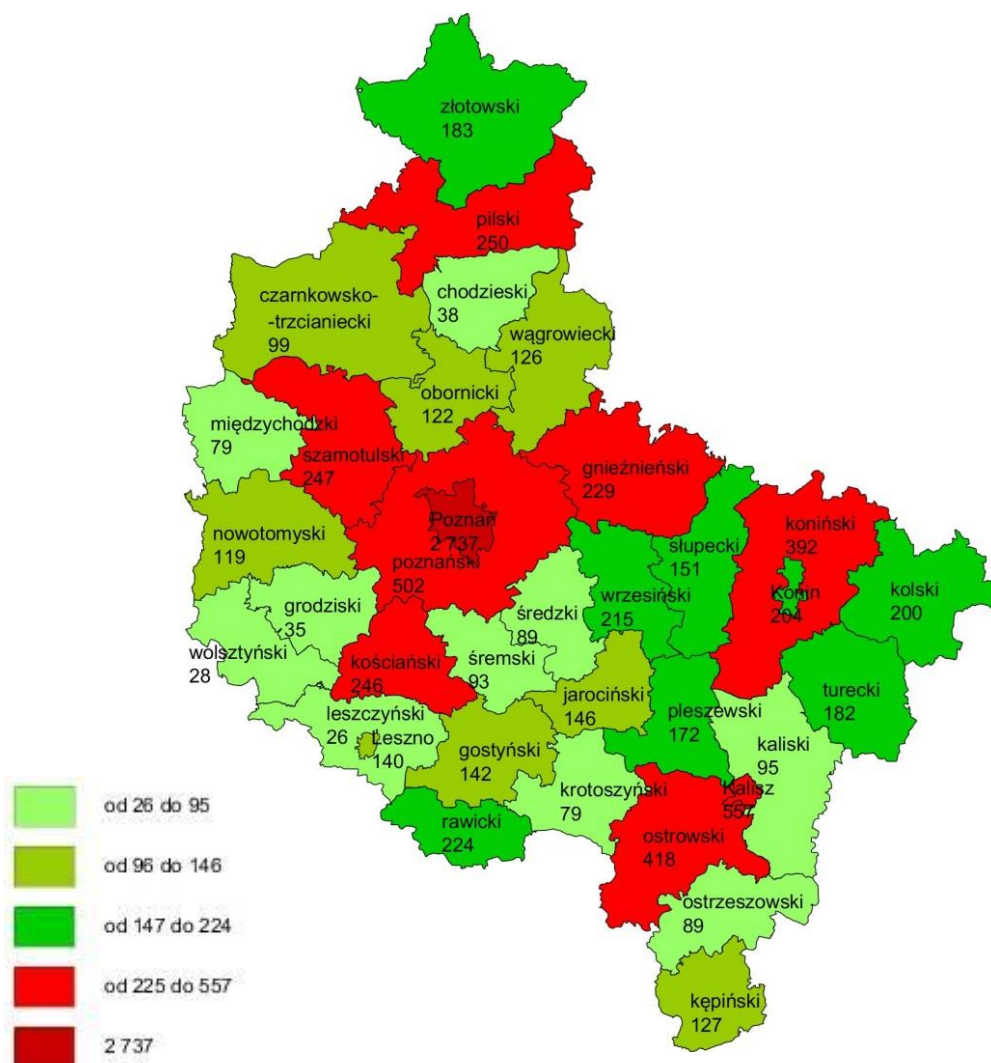 złotowski
183
pilski
250
chodzieski
38
czarnkowsko-
-trzcianiecki
99
wągrowiecki
126
obornicki
122
międzychodzki
79
szamotulski
247
gnieźnieński
229
Poznań
2 737
poznański
502
nowotomyski
119
słupecki
151
koniński
392
Konin
204
kolski
200
grodziski
35
średzki
89
wrzesiński
215
wolsztyński
28
kościański
246
śremski
93
jarociński
146
pleszewski
172
turecki
182
leszczyński
26
Leszno
140
gostyński
142
kaliski
95
krotoszyński
79
Kalisz
557
rawicki
224
ostrowski
418
ostrzeszowski
89
kępiński
127
od 26 do 95
od 96 do 146
od 147 do 224
od 225 do 557
2 737